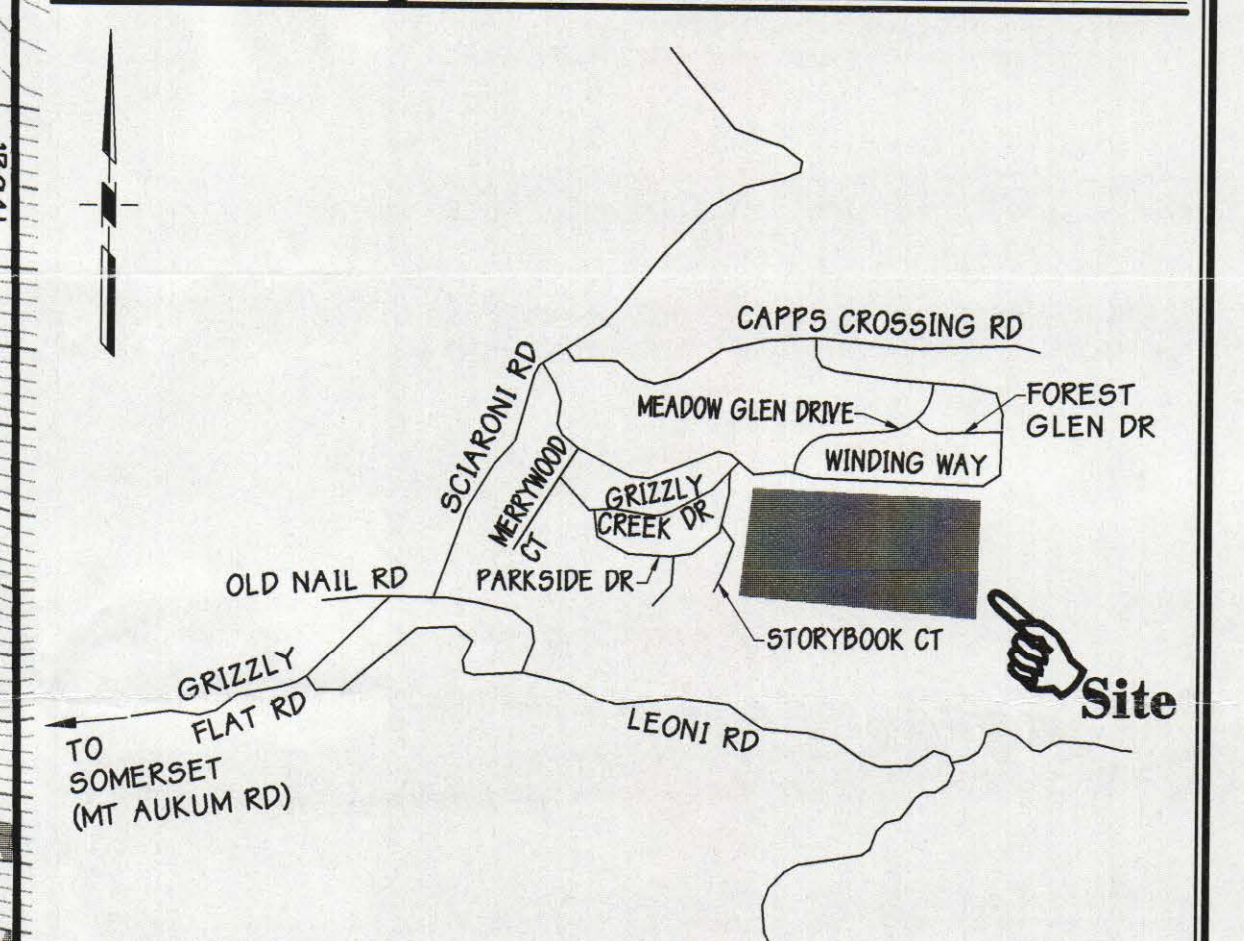 CAPPS CROSSING RD
SCIARONI RD
MEADOW GLEN DRIVE
FOREST
GLEN DR
WINDING WAY
MERRYWOOD
CT
GRIZZLY
CREEK DR
PARKSIDE DR
OLD NAIL RD
STORYBOOK CT
GRIZZLY
FLAT RD
LEONI RD
Site
TO
SOMERSET
(MT AUKUM RD)